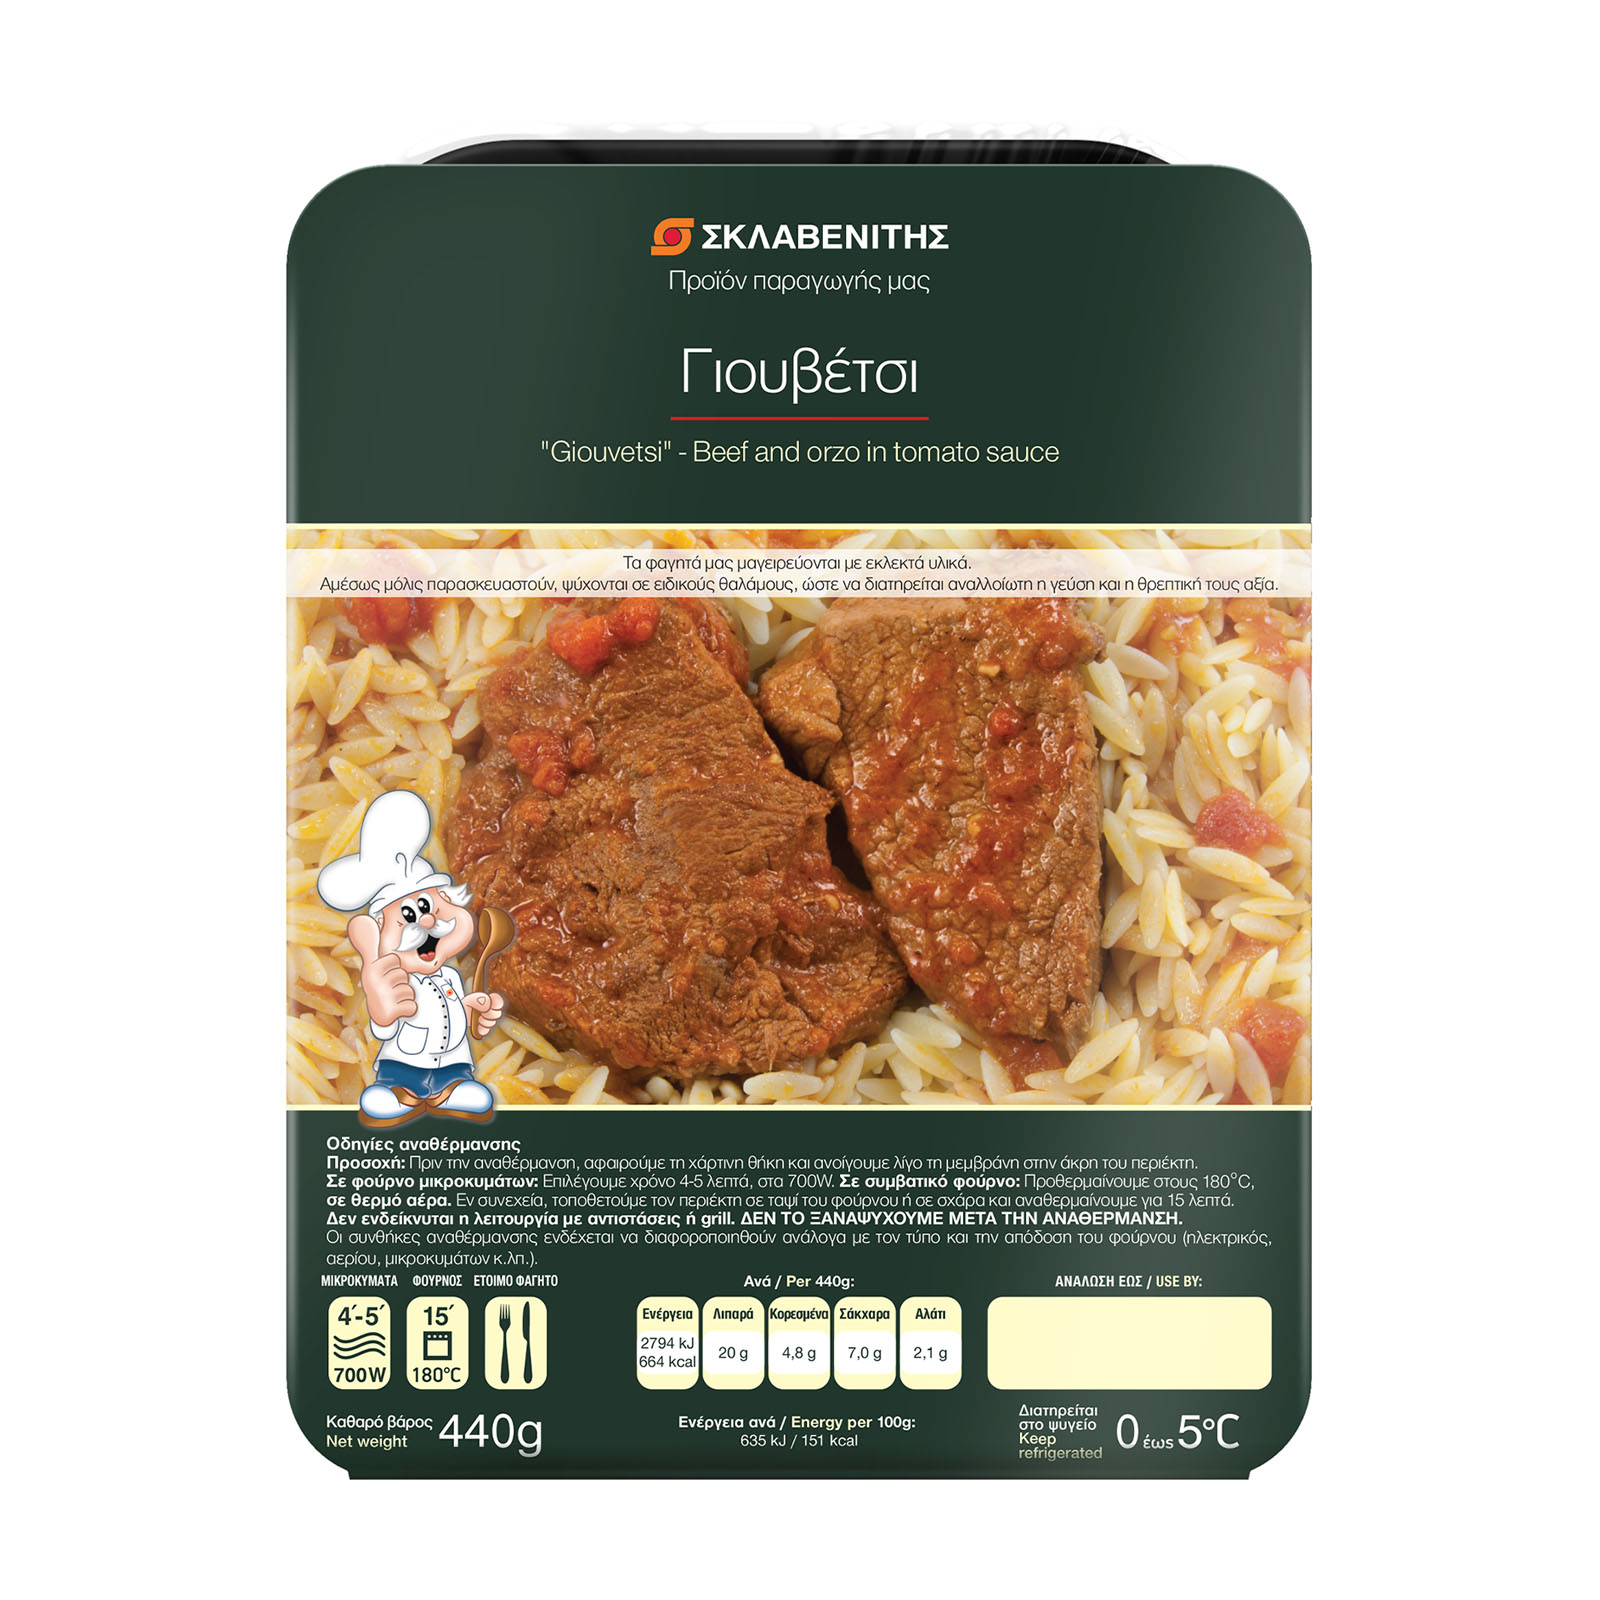 ΣΚΛΑΒΕΝΙΤΗΣ
Προϊόν παραγωγής μας
Γιουβέτσι
"Giouvetsi" - Beef and orzo in tomato sauce
Τα φαγητά μας μαγειρεύονται με εκλεκτά υλικά.
Αμέσως μόλις παρασκευαστούν, ψύχονται σε ειδικούς θαλάμους, ώστε να διατηρείται αναλλοίωτη η γεύση και η θρεπτική τους αξία.
Οδηγίες αναθέρμανσης
Προσοχή: Πριν την αναθέρμανση, αφαιρούμε τη χάρτινη θήκη και ανοίγουμε λίγο τη μεμβράνη στην άκρη του περιέκτη.
Σε φούρνο μικροκυμάτων: Επιλέγουμε χρόνο 4-5 λεπτά, στα 700W. Σε συμβατικό φούρνο: Προθερμαίνουμε στους 180°C,
σε θερμό αέρα. Εν συνεχεία, τοποθετούμε τον περιέκτη σε ταψί του φούρνου ή σε σχάρα και αναθερμαίνουμε για 15 λεπτά.
Δεν ενδείκνυται η λειτουργία με αντιστάσεις ή grill. ΔΕΝ ΤΟ ΞΑΝΑΨΥΧΟΥΜΕ ΜΕΤΑ ΤΗΝ ΑΝΑΘΕΡΜΑΝΣΗ.
Οι συνθήκες αναθέρμανσης ενδέχεται να διαφοροποιηθούν ανάλογα με τον τύπο και την απόδοση του φούρνου (ηλεκτρικός,
αερίου, μικροκυμάτων κ.λπ.).
ΜΙΚΡΟΚΥΜΑΤΑ ΦΟΥΡΝΟΣ ΕΤΟΙΜΟ ΦΑΓΗΤΟ
4΄-5΄ 15΄
700W 180°C
Ανά / Per 440g:
Ενέργεια Λιπαρά Κορεσμένα Σάκχαρα Αλάτι
2794 kJ
664 kcal
20 g 4,8 g 7,0 g 2,1 g
ΑΝΑΛΩΣΗ ΕΩΣ / USE BY:
Καθαρό βάρος
Net weight
440g
Ενέργεια ανά / Energy per 100g:
635 kJ / 151 kcal
Διατηρείται
στο ψυγείο
Keep
refrigerated
0 έως 5°C